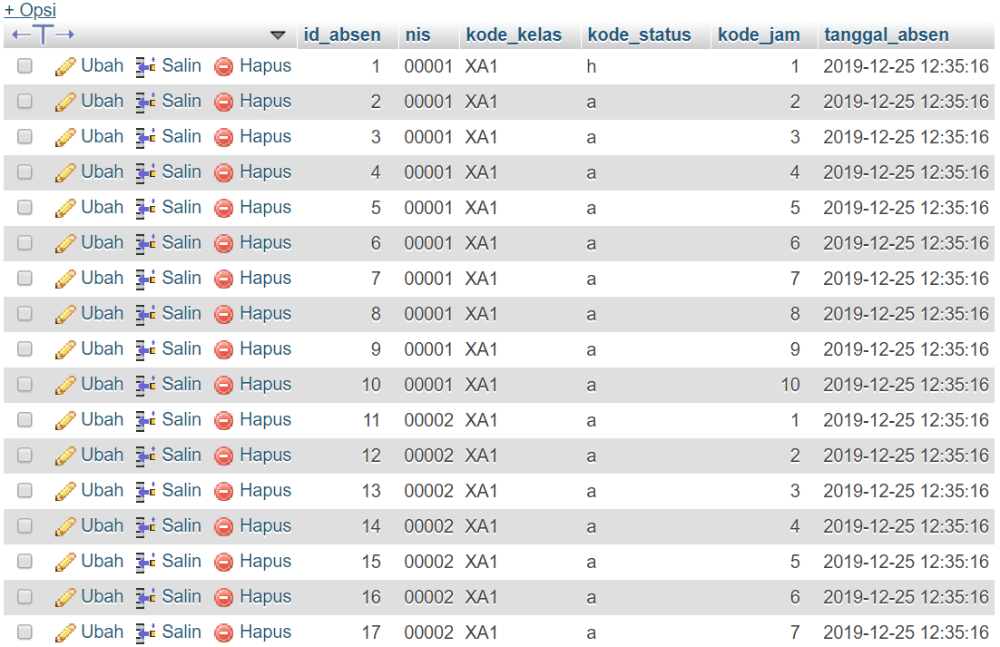 + Opsi
←T→ id_absen nis kode_kelas kode_status kode_jam tanggal_absen
Ubah Salin Hapus 1 00001 XA1 h 1 2019-12-25 12:35:16
Ubah Salin Hapus 2 00001 XA1 a 2 2019-12-25 12:35:16
Ubah Salin Hapus 3 00001 XA1 a 3 2019-12-25 12:35:16
Ubah Salin Hapus 4 00001 XA1 a 4 2019-12-25 12:35:16
Ubah Salin Hapus 5 00001 XA1 a 5 2019-12-25 12:35:16
Ubah Salin Hapus 6 00001 XA1 a 6 2019-12-25 12:35:16
Ubah Salin Hapus 7 00001 XA1 a 7 2019-12-25 12:35:16
Ubah Salin Hapus 8 00001 XA1 a 8 2019-12-25 12:35:16
Ubah Salin Hapus 9 00001 XA1 a 9 2019-12-25 12:35:16
Ubah Salin Hapus 10 00001 XA1 a 10 2019-12-25 12:35:16
Ubah Salin Hapus 11 00002 XA1 a 1 2019-12-25 12:35:16
Ubah Salin Hapus 12 00002 XA1 a 2 2019-12-25 12:35:16
Ubah Salin Hapus 13 00002 XA1 a 3 2019-12-25 12:35:16
Ubah Salin Hapus 14 00002 XA1 a 4 2019-12-25 12:35:16
Ubah Salin Hapus 15 00002 XA1 a 5 2019-12-25 12:35:16
Ubah Salin Hapus 16 00002 XA1 a 6 2019-12-25 12:35:16
Ubah Salin Hapus 17 00002 XA1 a 7 2019-12-25 12:35:16